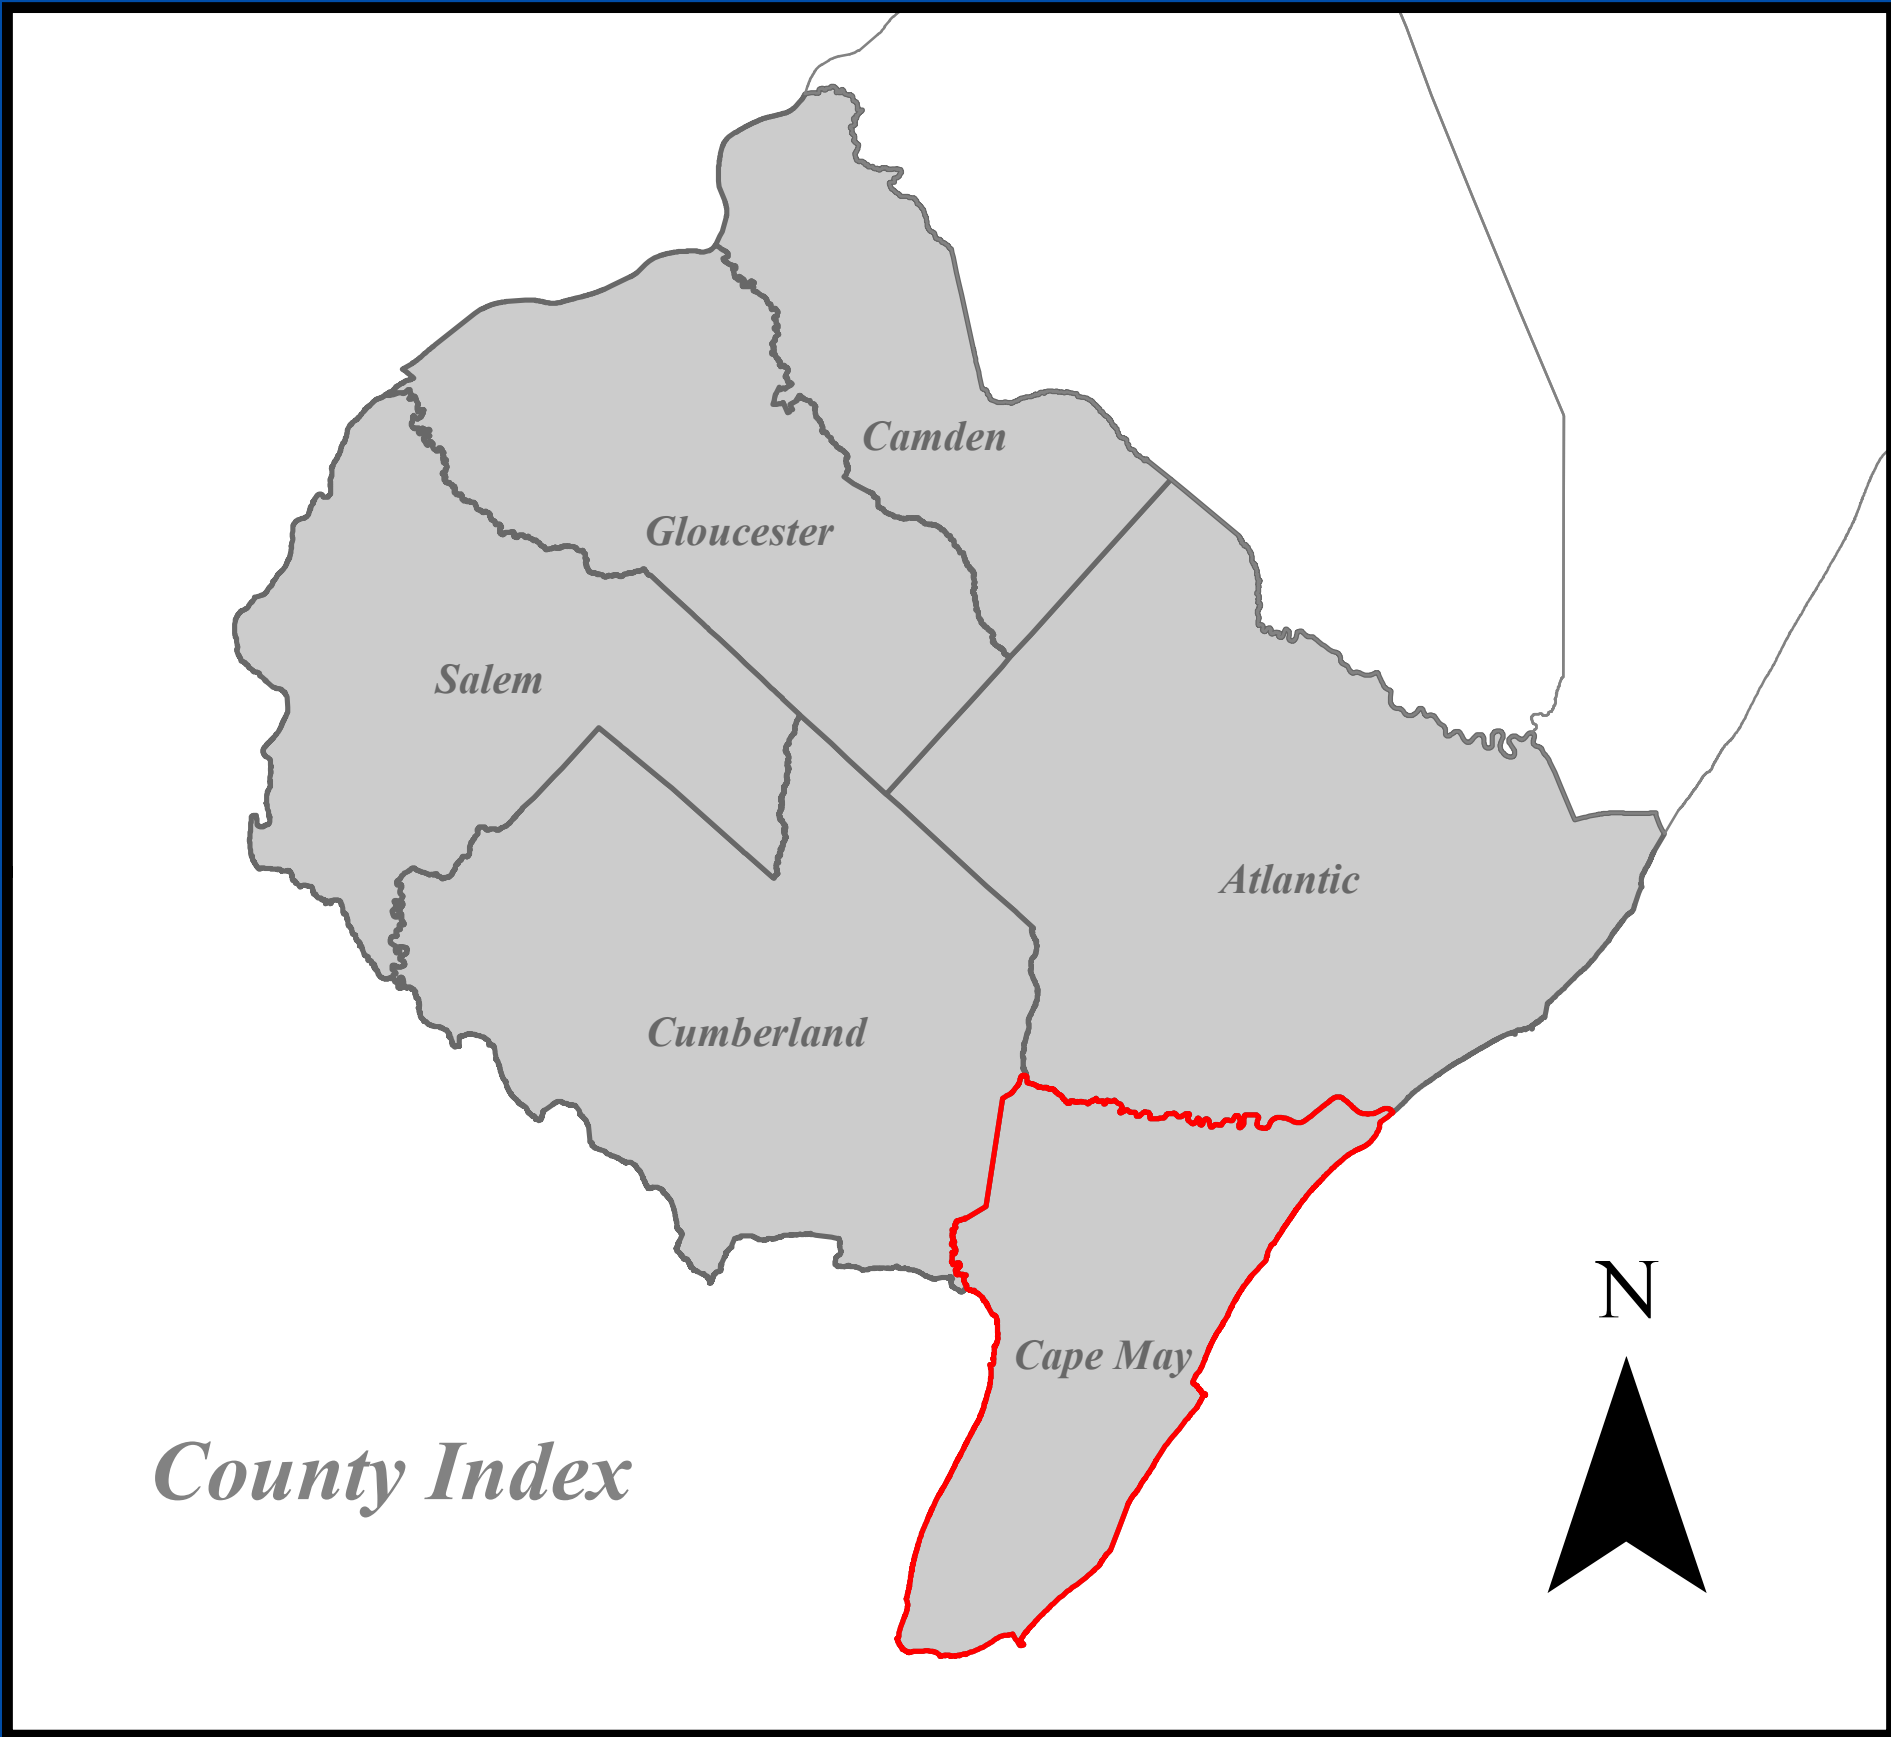 Camden
Gloucester
Salem
Atlantic
Cumberland
N
Cape May
County Index